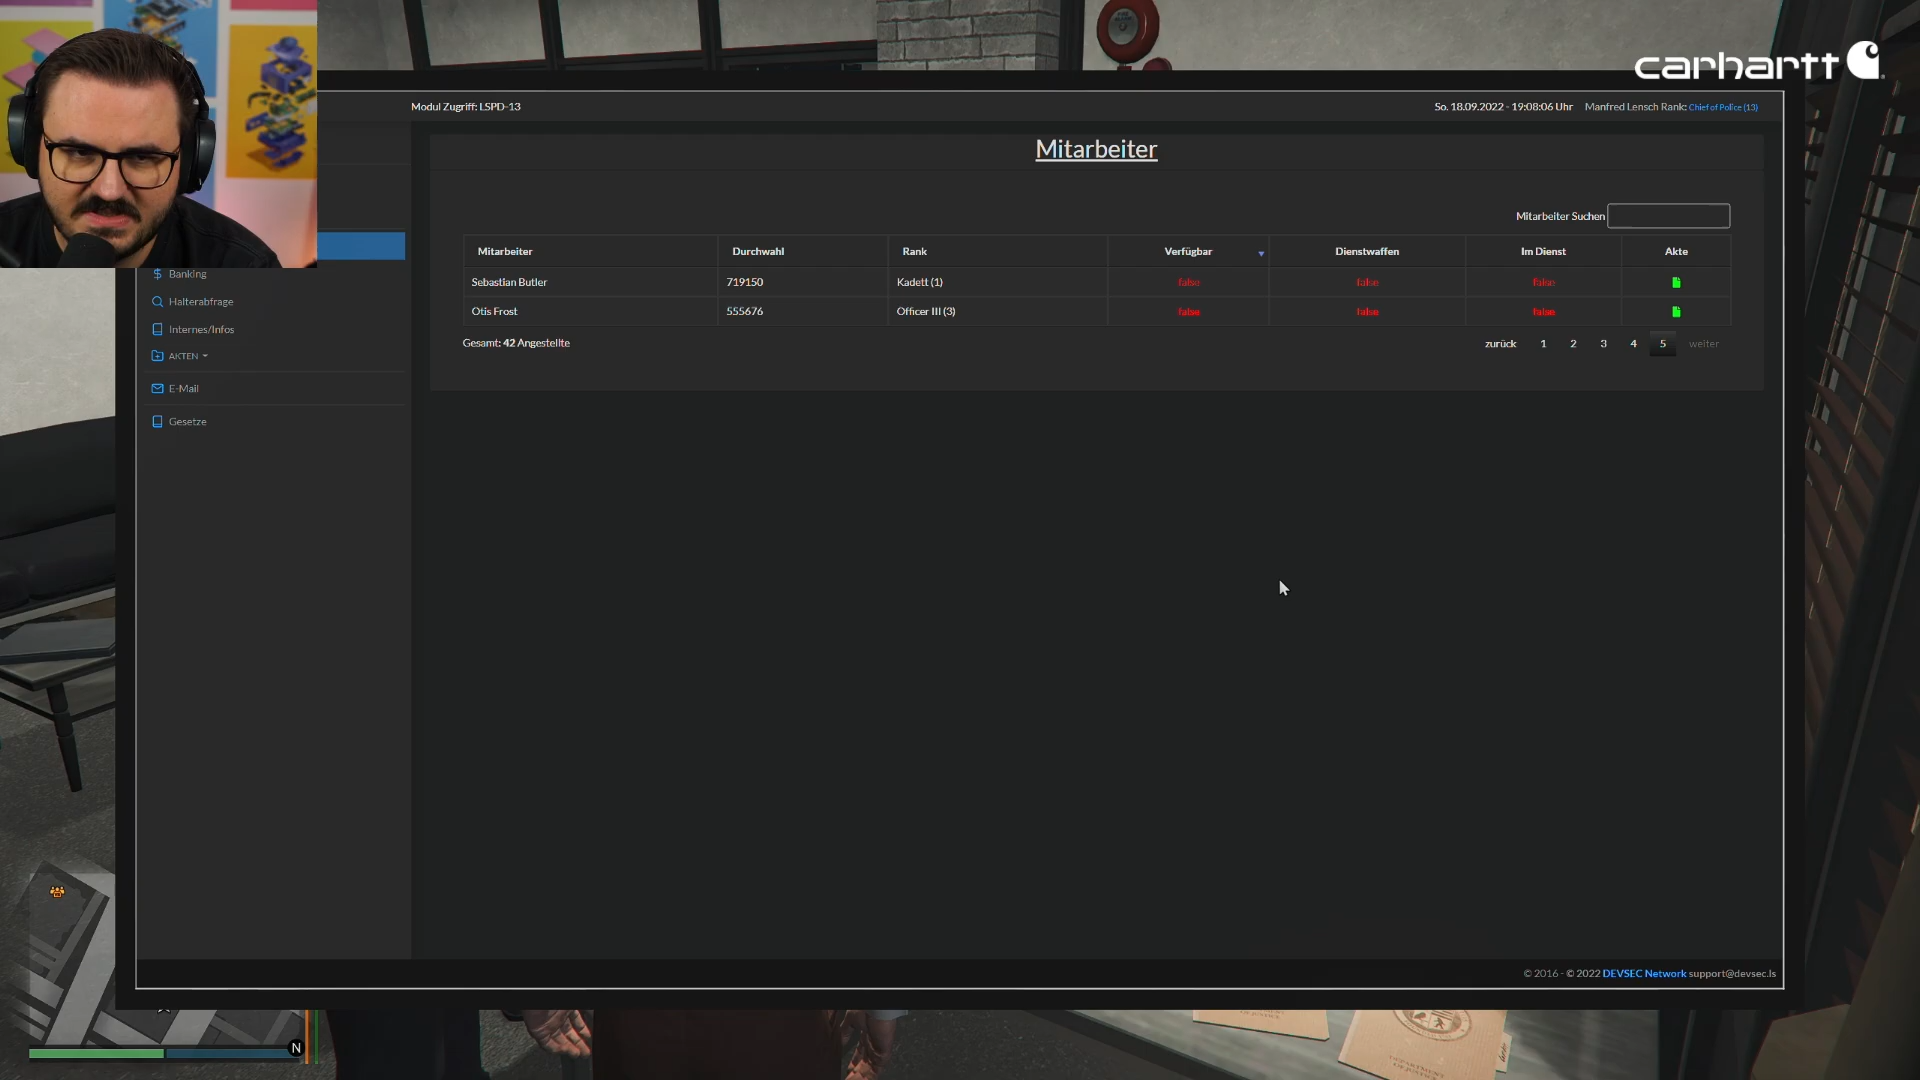 carhartt
Modul Zugriff: LSPD-13
So. 18.09.2022 - 19:08:06 Uhr
Manfred Lensch Rank: Chief of Police (13)
Mitarbeiter
Mitarbeiter Suchen
Mitarbeiter Durchwahl Rank Verfügbar Dienstwaffen Im Dienst Akte
Sebastian Butler 719150 Kadett (1) false false false
Otis Frost 555676 Officer III (3) false false false
Gesamt: 42 Angestellte
zurück 1 2 3 4 5 weiter
Banking
Halterabfrage
Internes/Infos
AKTEN
E-Mail
Gesetze
© 2016 - © 2022 DEVSEC Network support@devsec.ls
N